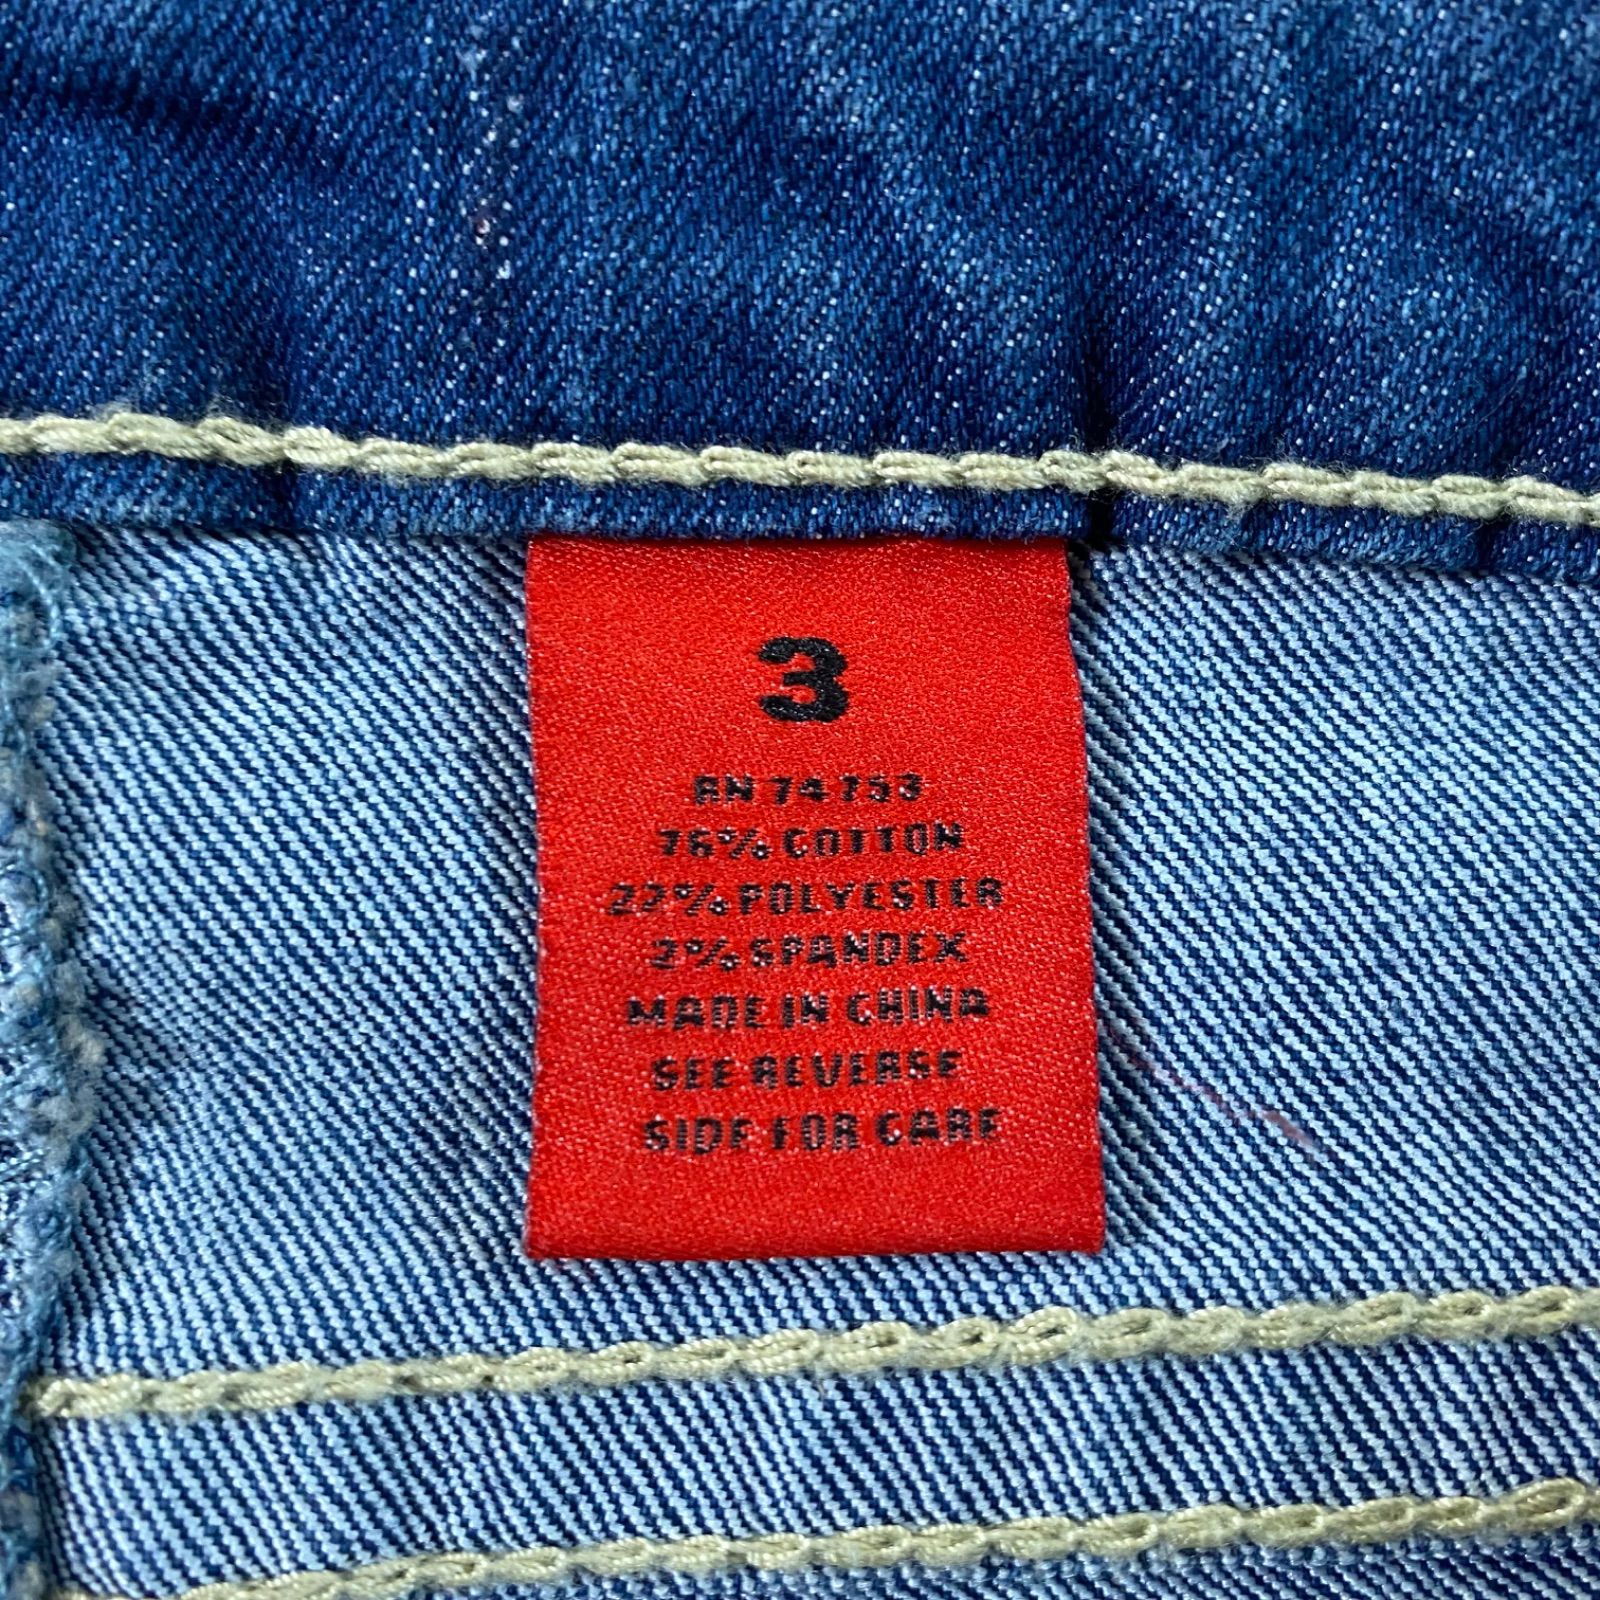 3
RN 74753
76% COTTON
22% POLYESTER
2% SPANDEX
MADE IN CHINA
SEE REVERSE
SIDE FOR CARE